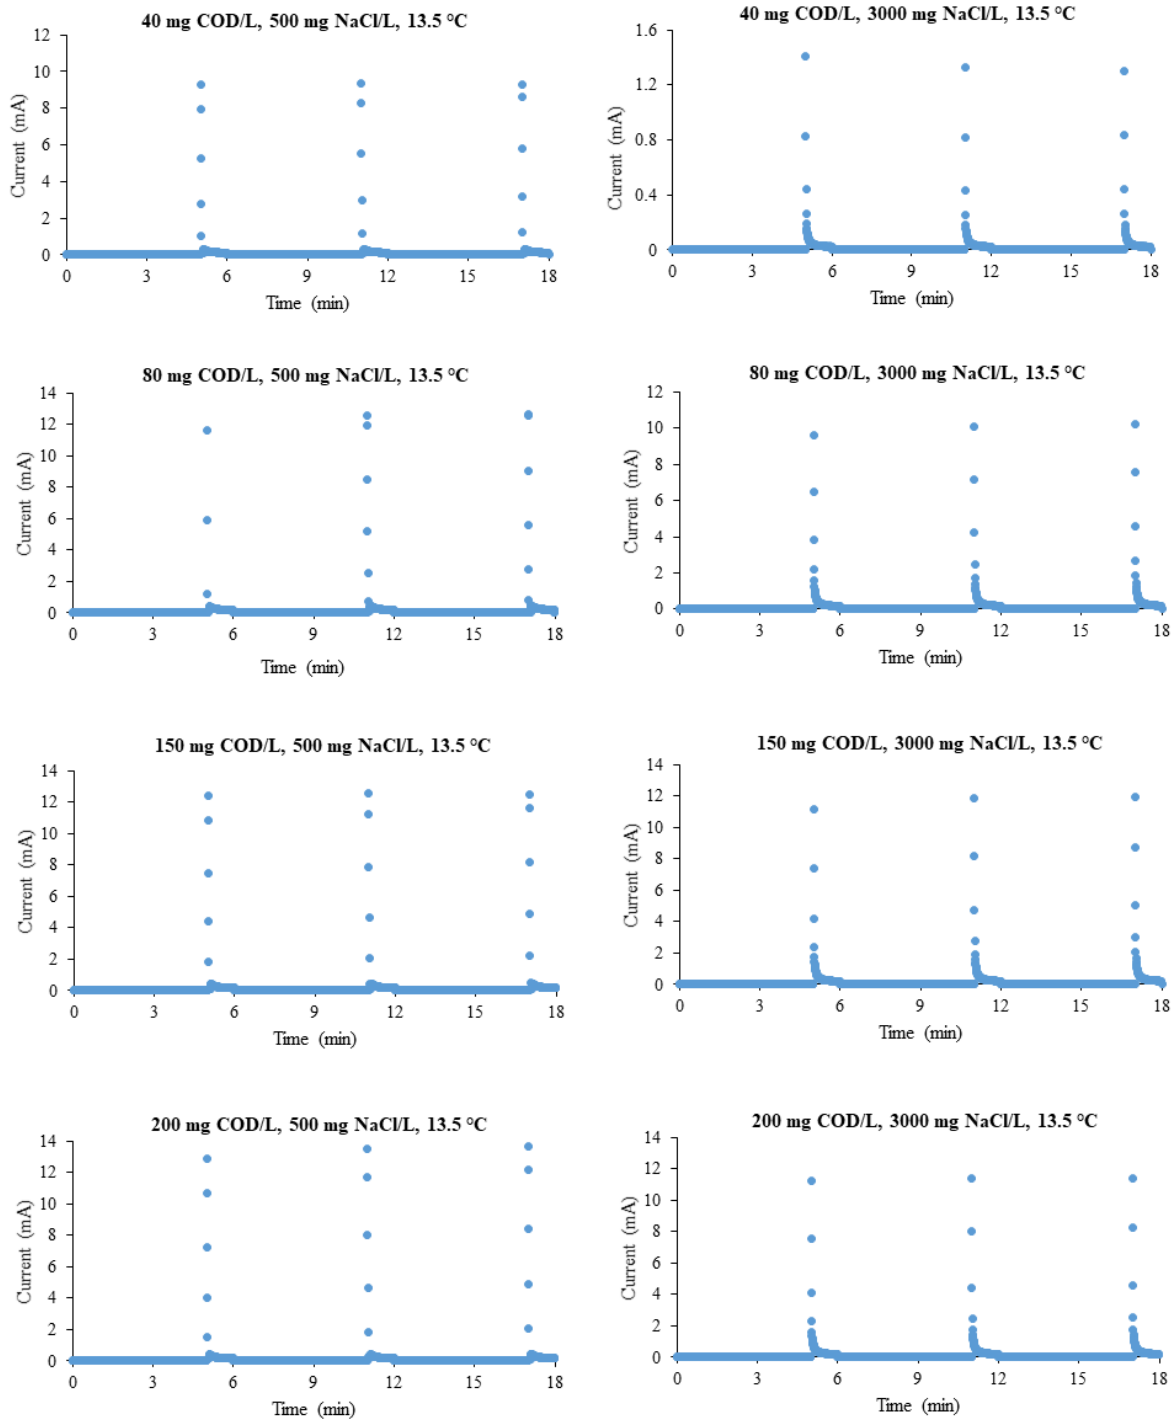 40 mg COD/L, 500 mg NaCl/L, 13.5 °C
12
10
8
6
4
2
0
Current (mA)
0 3 6 9 12 15 18
Time (min)
40 mg COD/L, 3000 mg NaCl/L, 13.5 °C
1.6
1.2
0.8
0.4
0
Current (mA)
0 3 6 9 12 15 18
Time (min)
80 mg COD/L, 500 mg NaCl/L, 13.5 °C
14
12
10
8
6
4
2
0
Current (mA)
0 3 6 9 12 15 18
Time (min)
80 mg COD/L, 3000 mg NaCl/L, 13.5 °C
12
10
8
6
4
2
0
Current (mA)
0 3 6 9 12 15 18
Time (min)
150 mg COD/L, 500 mg NaCl/L, 13.5 °C
14
12
10
8
6
4
2
0
Current (mA)
0 3 6 9 12 15 18
Time (min)
150 mg COD/L, 3000 mg NaCl/L, 13.5 °C
14
12
10
8
6
4
2
0
Current (mA)
0 3 6 9 12 15 18
Time (min)
200 mg COD/L, 500 mg NaCl/L, 13.5 °C
14
12
10
8
6
4
2
0
Current (mA)
0 3 6 9 12 15 18
Time (min)
200 mg COD/L, 3000 mg NaCl/L, 13.5 °C
14
12
10
8
6
4
2
0
Current (mA)
0 3 6 9 12 15 18
Time (min)